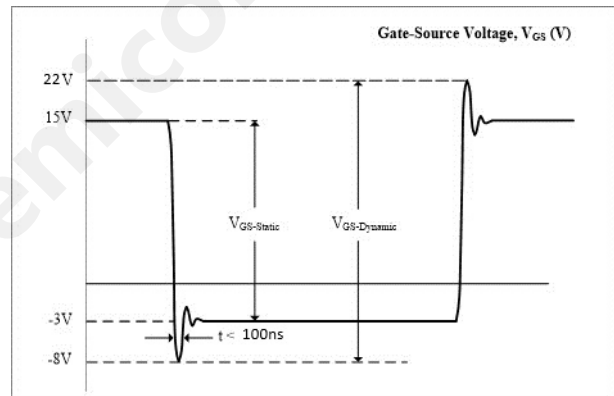 Gate-Source Voltage, VGS (V)
22V
15V
VGS-Static
VGS-Dynamic
-3V
t < 100ns
-8V